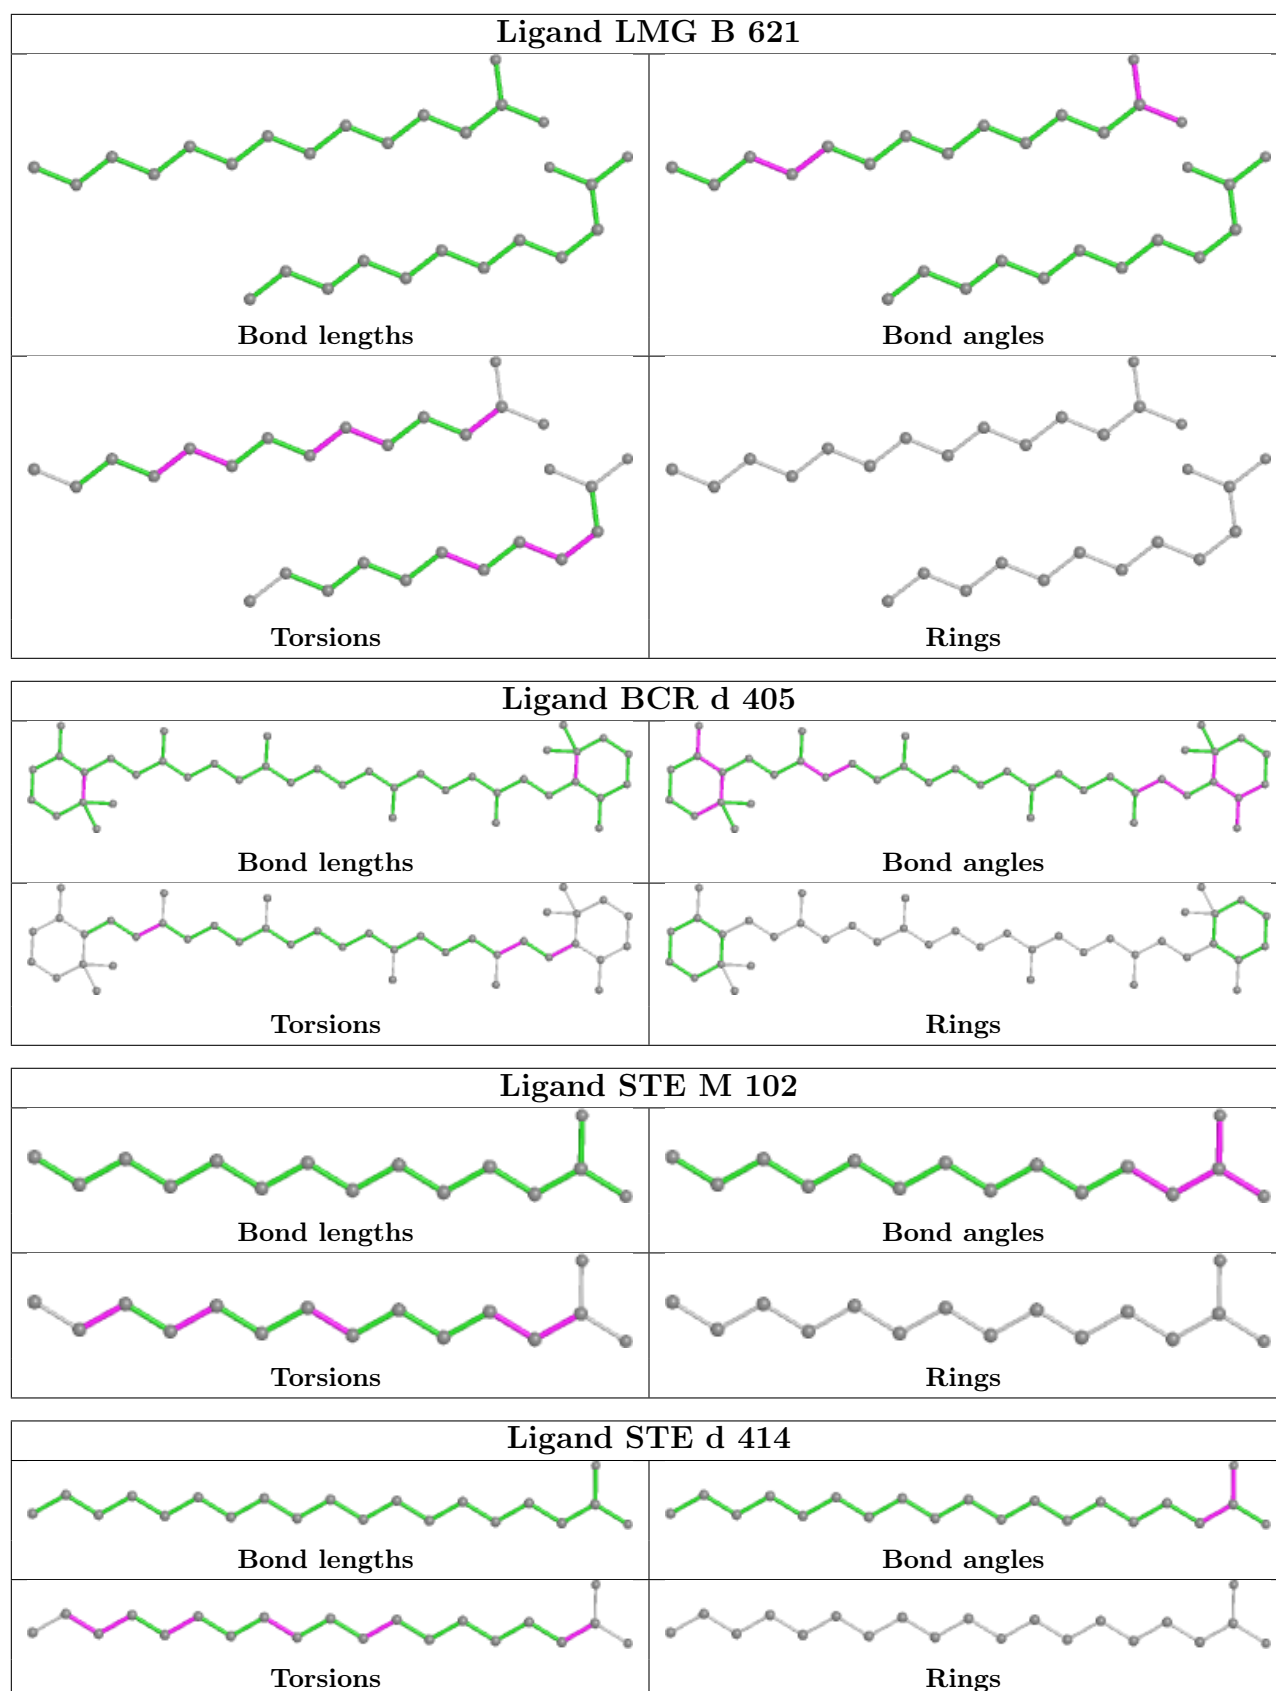 Ligand LMG B 621
Bond lengths
Bond angles
Torsions
Rings
Ligand BCR d 405
Bond lengths
Bond angles
Torsions
Rings
Ligand STE M 102
Bond lengths
Bond angles
Torsions
Rings
Ligand STE d 414
Bond lengths
Bond angles
Torsions
Rings